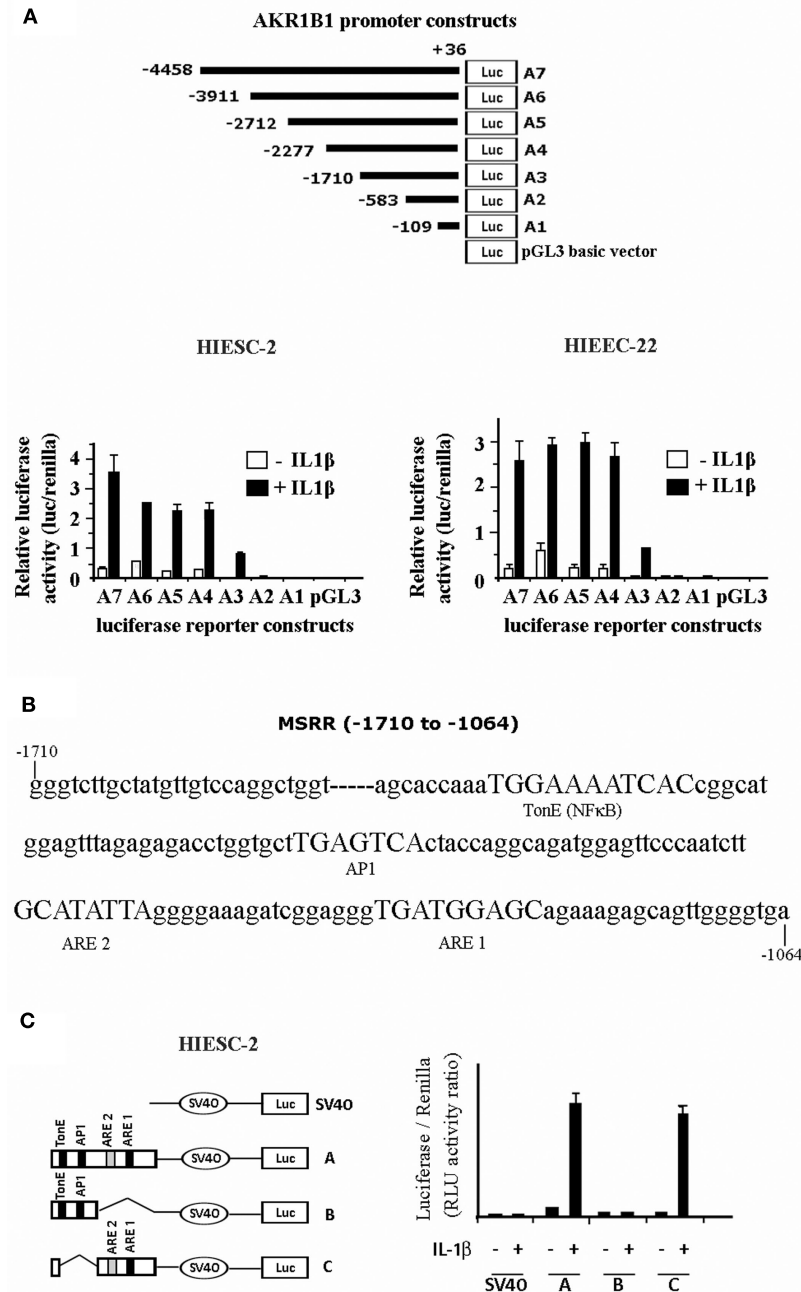 A
AKR1B1 promoter constructs
+36
-4458 Luc A7
-3911 Luc A6
-2712 Luc A5
-2277 Luc A4
-1710 Luc A3
-583 Luc A2
-109 Luc A1
Luc pGL3 basic vector
HIESC-2
Relative luciferase
activity (luc/renilla)
4
3
2
1
0
- IL1β
+ IL1β
A7 A6 A5 A4 A3 A2 A1 pGL3
luciferase reporter constructs
HIEEC-22
Relative luciferase
activity (luc/renilla)
3
2
1
0
- IL1β
+ IL1β
A7 A6 A5 A4 A3 A2 A1 pGL3
luciferase reporter constructs
B
MSRR (-1710 to -1064)
-1710
gggtcttgctatgttgtccaggctggt-----agcaccaaaTGGAAAATCACcggcat
TonE (NFκB)
ggagtttagagagacctggtgctTGAGTCActaccaggcagatggagttcccaatctt
AP1
GCATATTAggggaaagatcggagggTGATGGAGCagaaagagcagttggggtga
ARE 2 ARE 1
-1064
C
HIESC-2
SV40 Luc SV40
TonE AP1 ARE 2 ARE 1
SV40 Luc A
TonE AP1
SV40 Luc B
ARE 2 ARE 1
SV40 Luc C
Luciferase / Renilla
(RLU activity ratio)
IL-1β - + - + - + - +
SV40 A B C